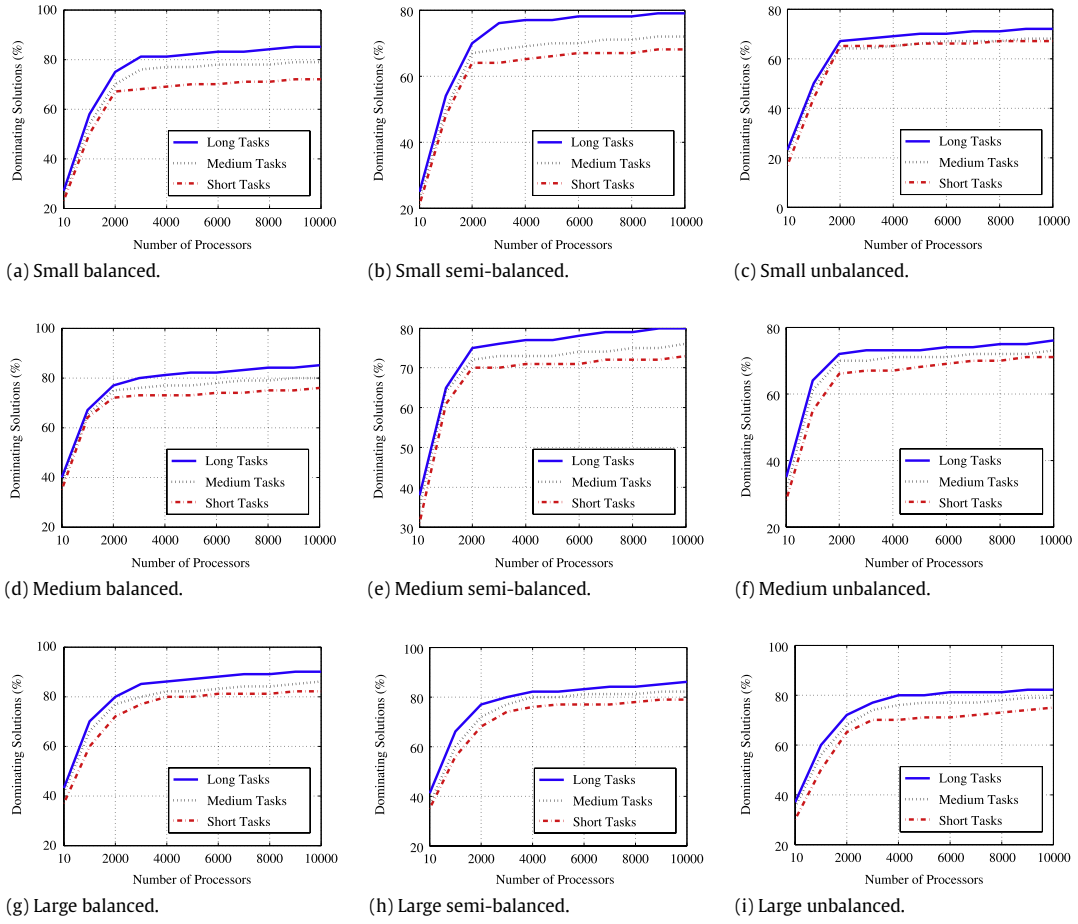 100
80
60
40
20
Dominating Solutions (%)
Long Tasks
Medium Tasks
Short Tasks
10 2000 4000 6000 8000 10000
Number of Processors
(a) Small balanced.
80
60
40
20
Dominating Solutions (%)
Long Tasks
Medium Tasks
Short Tasks
10 2000 4000 6000 8000 10000
Number of Processors
(b) Small semi-balanced.
80
60
40
20
0
Dominating Solutions (%)
Long Tasks
Medium Tasks
Short Tasks
10 2000 4000 6000 8000 10000
Number of Processors
(c) Small unbalanced.
100
80
60
40
20
Dominating Solutions (%)
Long Tasks
Medium Tasks
Short Tasks
10 2000 4000 6000 8000 10000
Number of Processors
(d) Medium balanced.
80
70
60
50
40
30
Dominating Solutions (%)
Long Tasks
Medium Tasks
Short Tasks
10 2000 4000 6000 8000 10000
Number of Processors
(e) Medium semi-balanced.
80
60
40
20
Dominating Solutions (%)
Long Tasks
Medium Tasks
Short Tasks
10 2000 4000 6000 8000 10000
Number of Processors
(f) Medium unbalanced.
100
80
60
40
20
Dominating Solutions (%)
Long Tasks
Medium Tasks
Short Tasks
10 2000 4000 6000 8000 10000
Number of Processors
(g) Large balanced.
100
80
60
40
20
Dominating Solutions (%)
Long Tasks
Medium Tasks
Short Tasks
10 2000 4000 6000 8000 10000
Number of Processors
(h) Large semi-balanced.
100
80
60
40
20
Dominating Solutions (%)
Long Tasks
Medium Tasks
Short Tasks
10 2000 4000 6000 8000 10000
Number of Processors
(i) Large unbalanced.